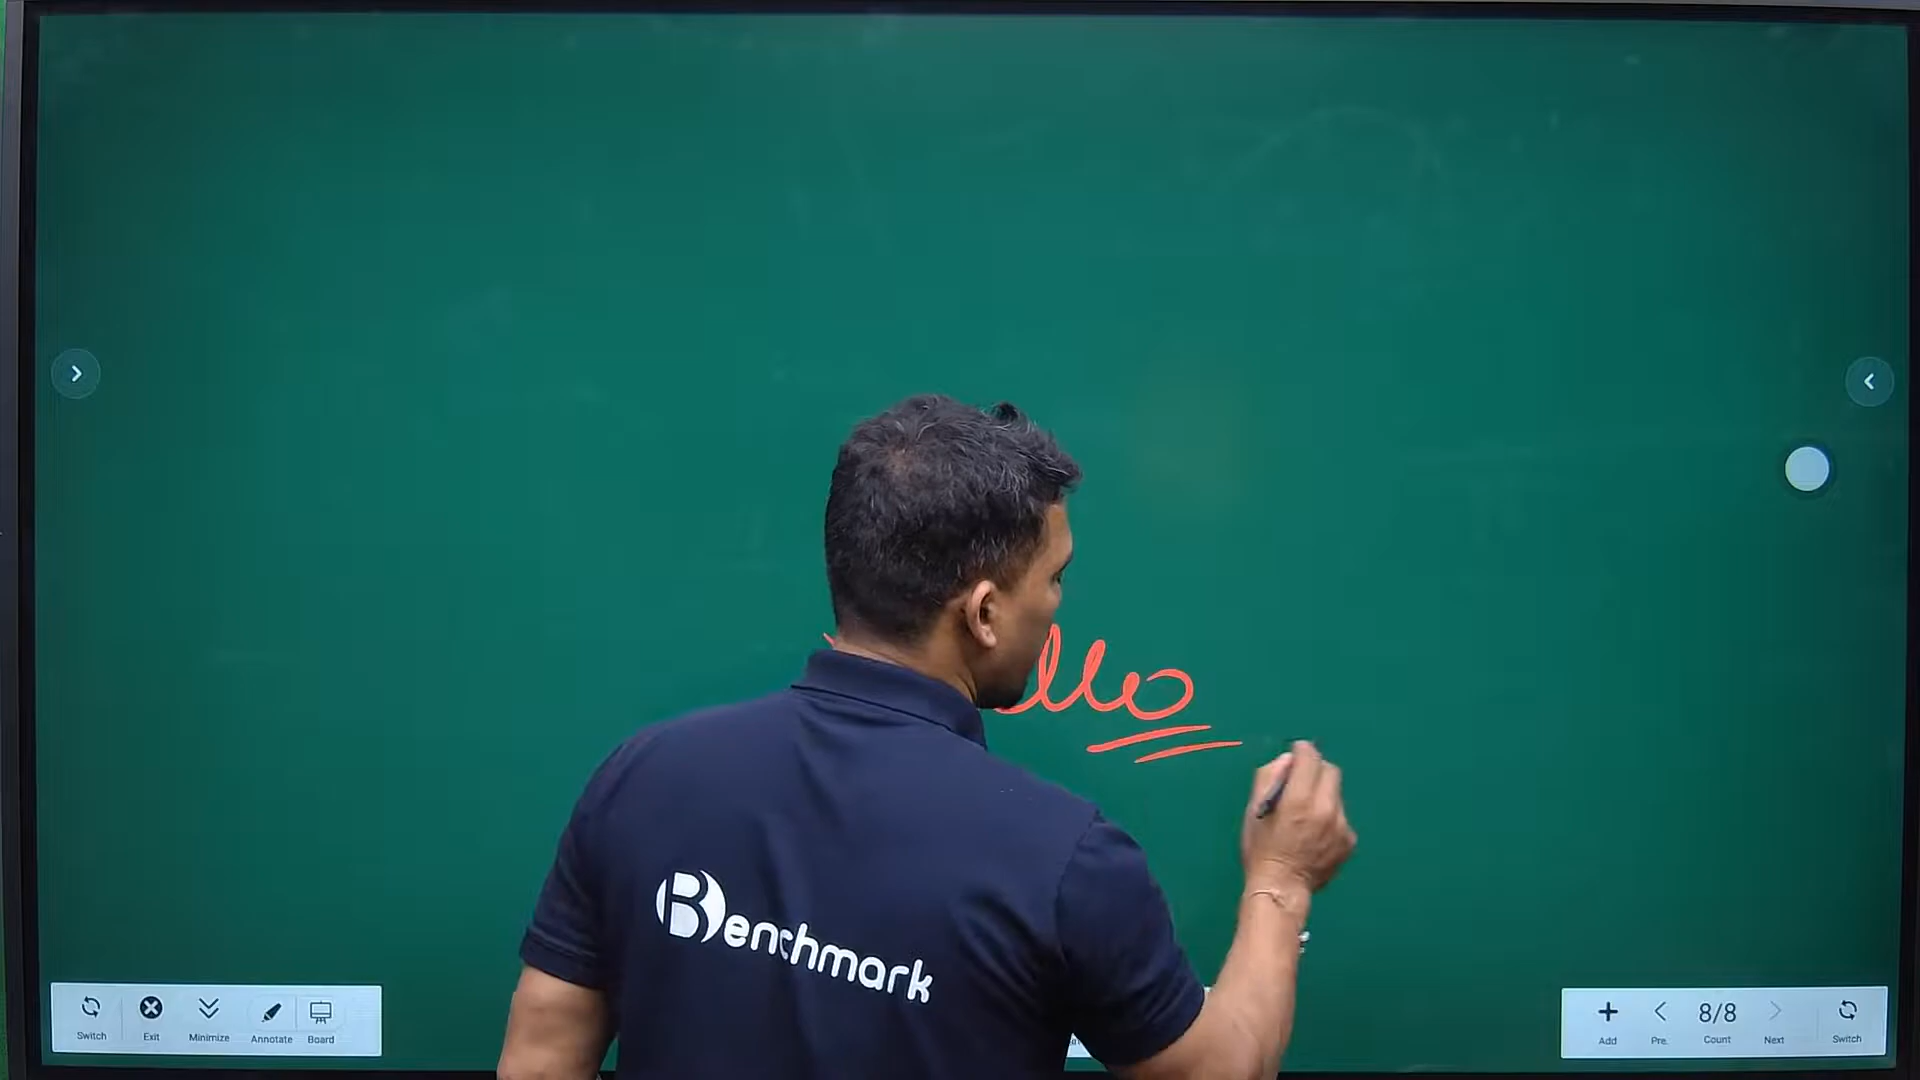 llo
Benchmark
Switch Exit Minimize Annotate Board
Add Pre. 8/8 Count Next Switch